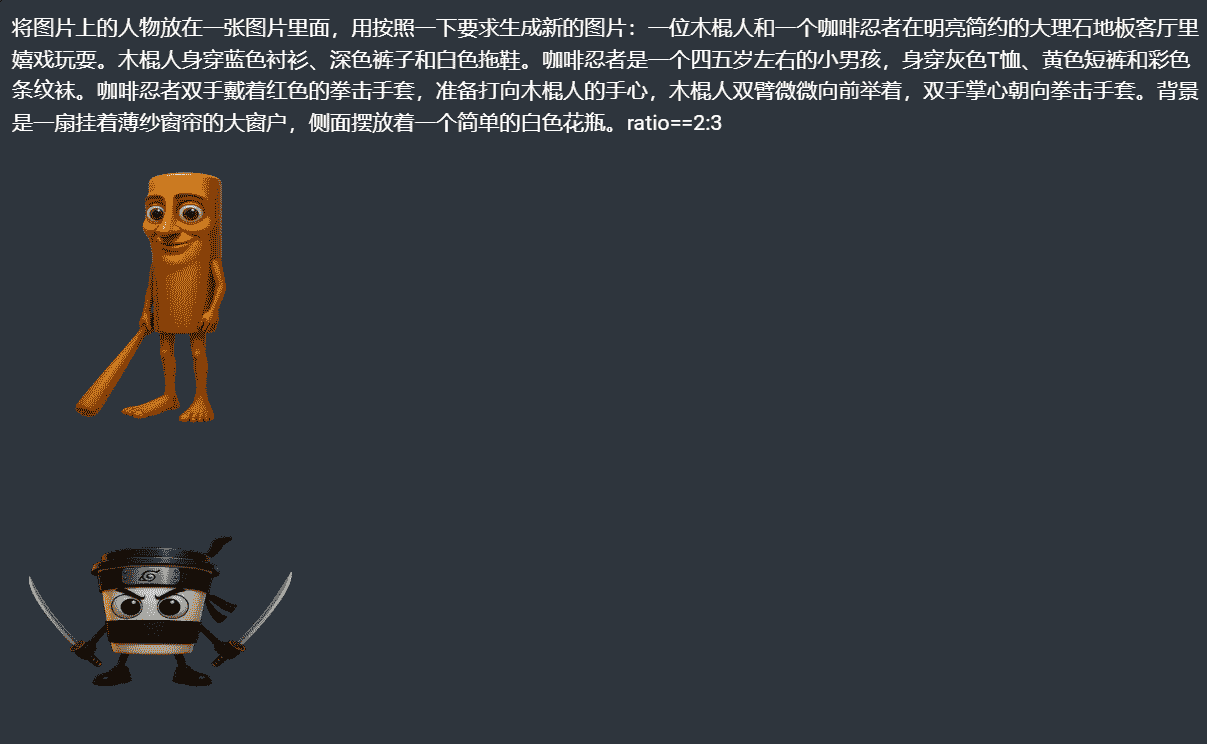 将图片上的人物放在一张图片里面，用按照一下要求生成新的图片：一位木棍人和一个咖啡忍者在明亮简约的大理石地板客厅里
嬉戏玩耍。木棍人身穿蓝色衬衫、深色裤子和白色拖鞋。咖啡忍者是一个四五岁左右的小男孩，身穿灰色T恤、黄色短裤和彩色
条纹袜。咖啡忍者双手戴着红色的拳击手套，准备打向木棍人的手心，木棍人双臂微微向前举着，双手掌心朝向拳击手套。背景
是一扇挂着薄纱窗帘的大窗户，侧面摆放着一个简单的白色花瓶。ratio==2:3